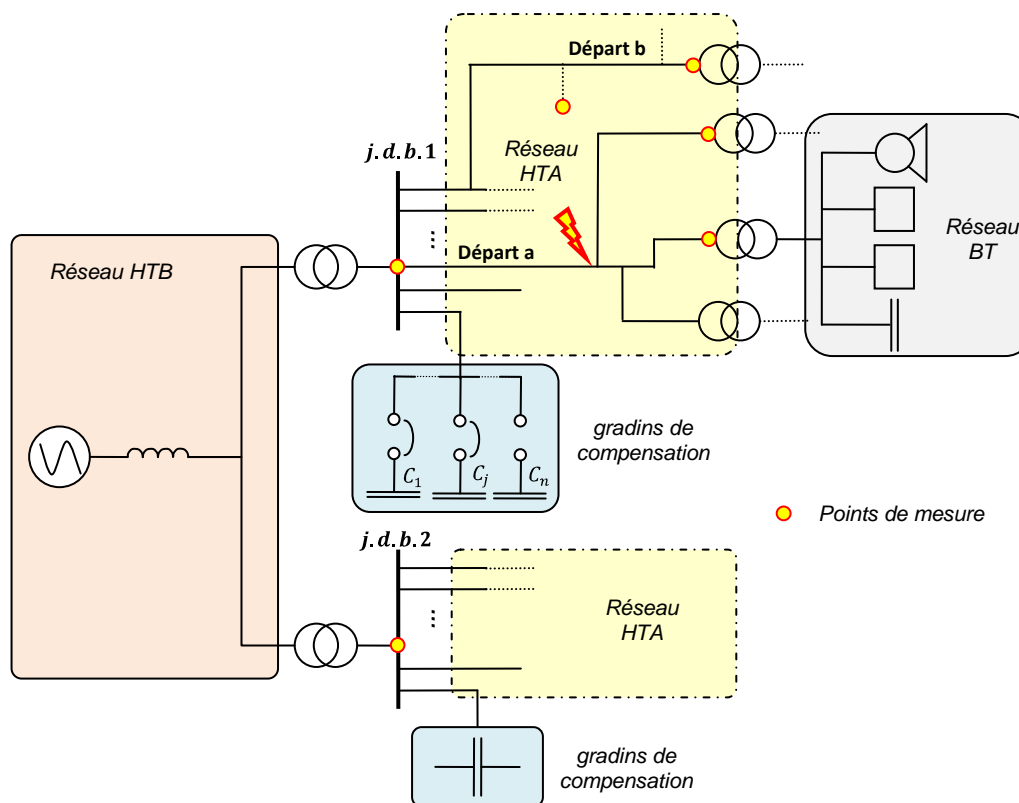 Départ b
j.d.b.1
Réseau
HTA
...
Départ a
Réseau HTB
Réseau
BT
gradins de
compensation
C1
Cj
Cn
Points de mesure
j.d.b.2
...
Réseau
HTA
gradins de
compensation